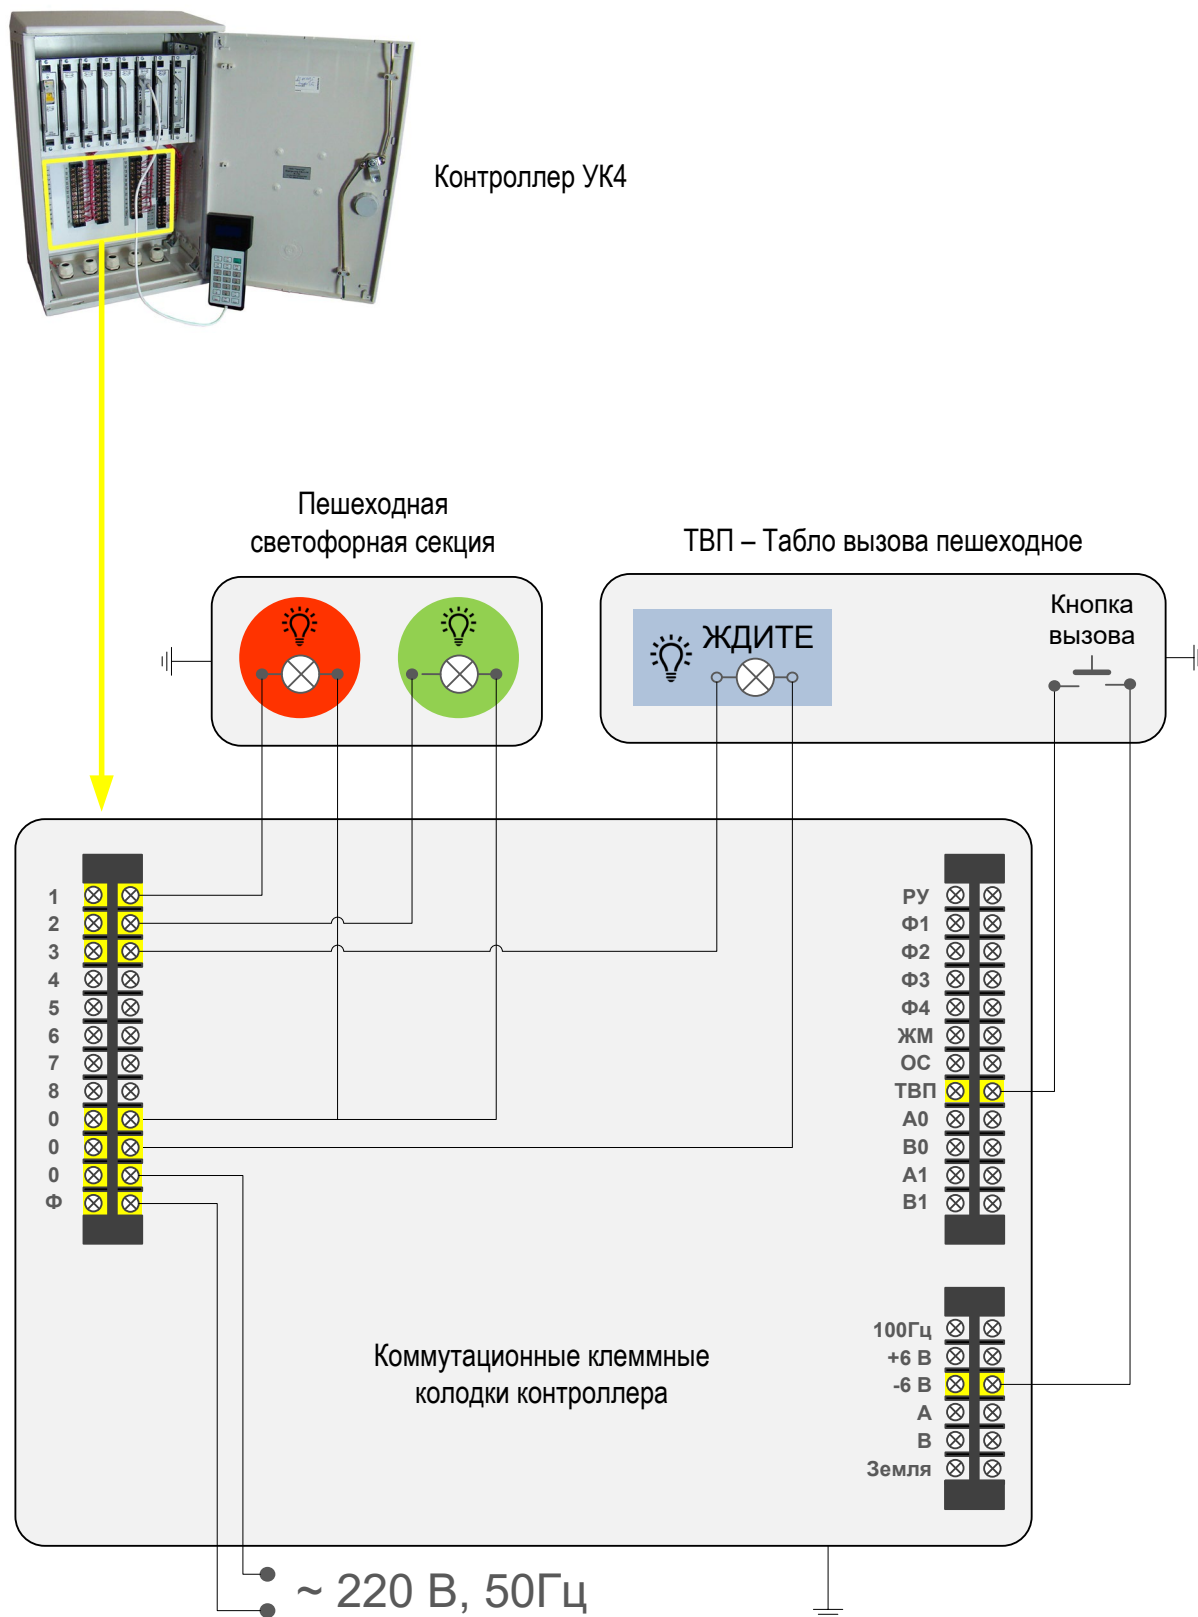 Контроллер УК4
Пешеходная
светофорная секция
ТВП – Табло вызова пешеходное
ЖДИТЕ
Кнопка
вызова
1
2
3
4
5
6
7
8
0
0
0
Ф
РУ
Ф1
Ф2
Ф3
Ф4
ЖМ
ОС
ТВП
А0
В0
А1
В1
100Гц
+6 В
-6 В
А
В
Земля
Коммутационные клеммные
колодки контроллера
~ 220 В, 50Гц